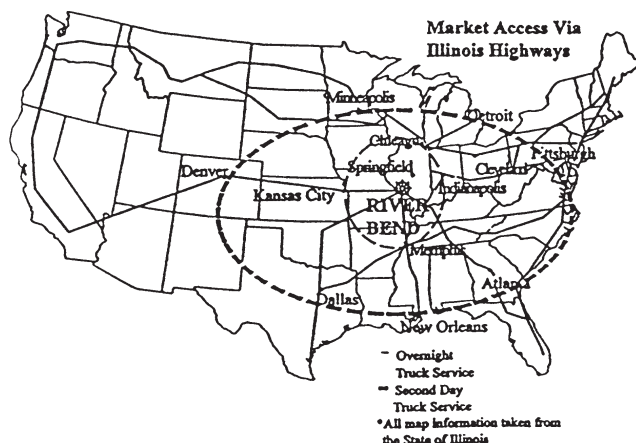 Market Access Via
Illinois Highways
Minneapolis
Detroit
Chicago
Pittsburgh
Springfield
Cleveland
Denver
Kansas City
Indianapolis
RIVER
BEND
Memphis
Atlanta
Dallas
New Orleans
- Overnight
Truck Service
- Second Day
Truck Service
*All map information taken from
the State of Illinois